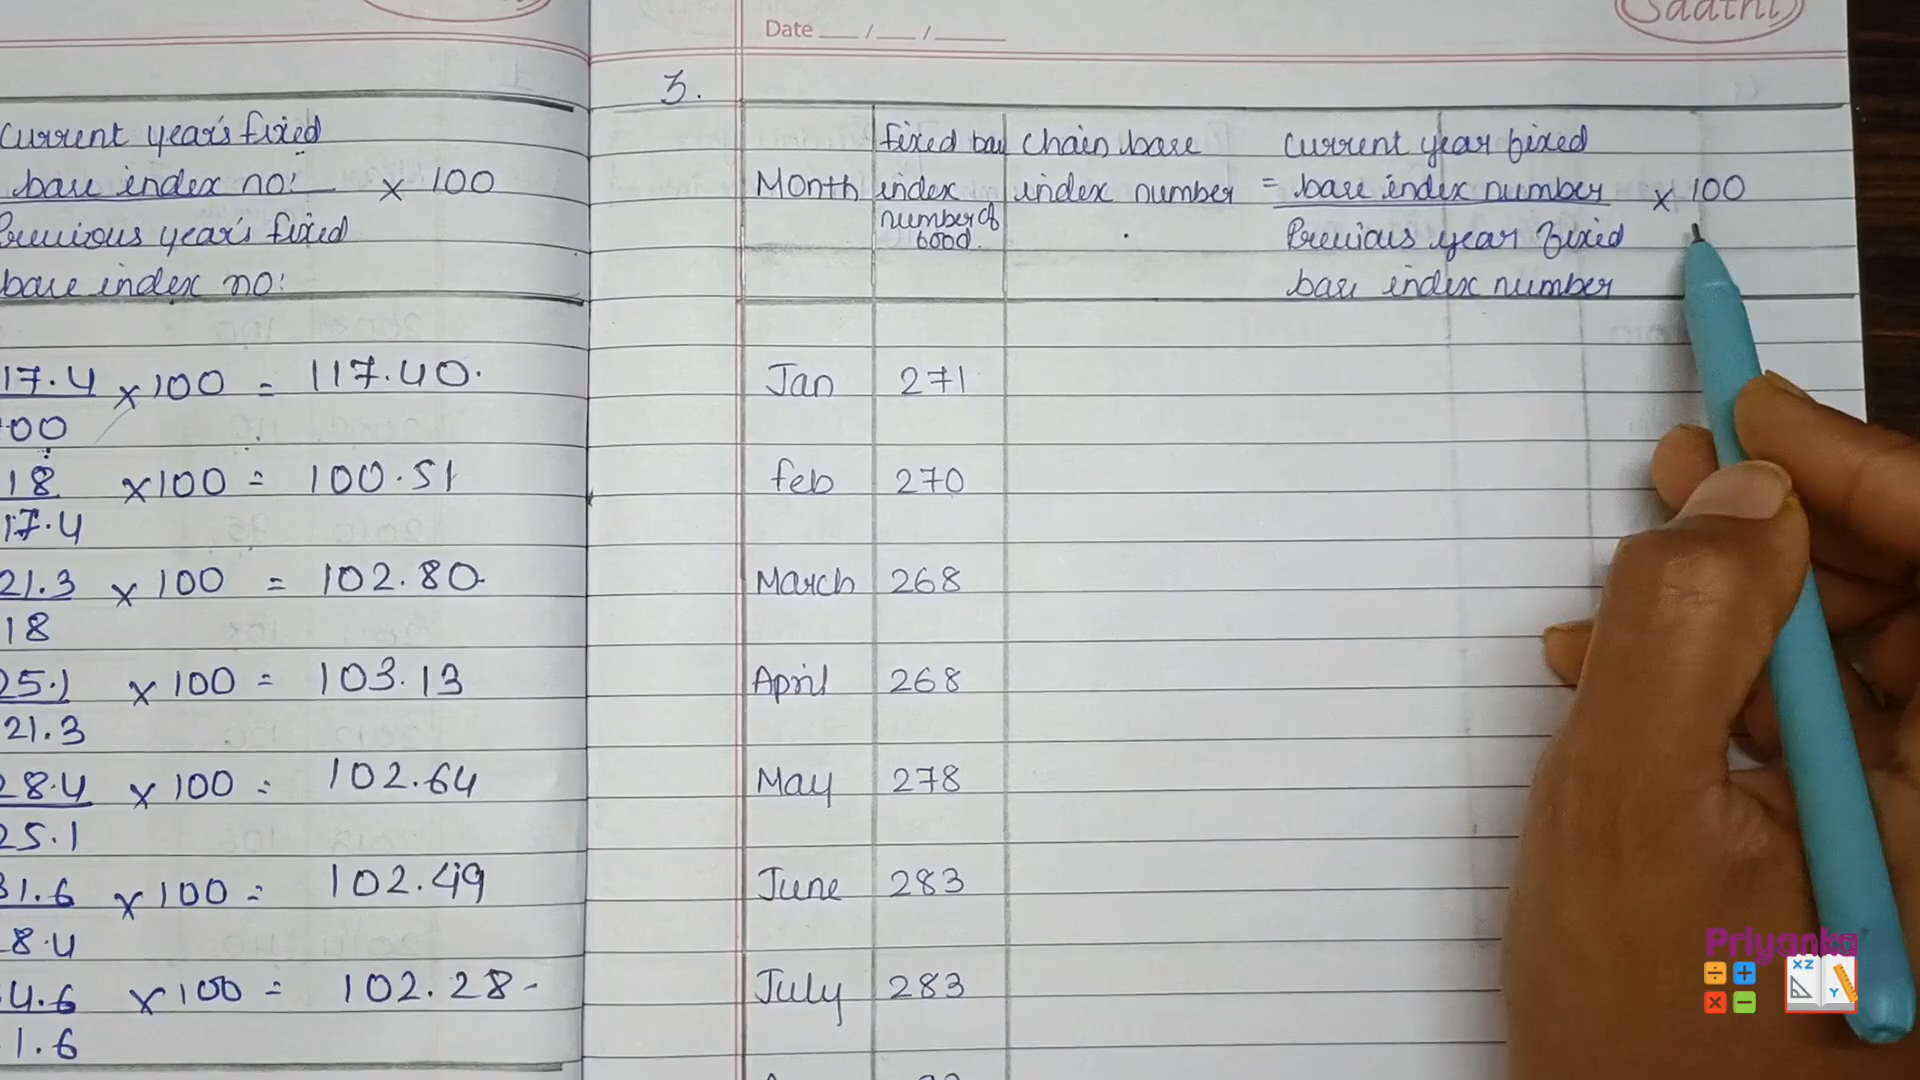 Saathi
Date __/__/____
Current year's fixed
base index no: × 100
Previous year's fixed
base index no:
17.4 × 100 = 117.40.
100
18 × 100 = 100.51
17.4
21.3 × 100 = 102.80
18
25.1 × 100 = 103.13
21.3
28.4 × 100 = 102.64
25.1
31.6 × 100 = 102.49
8.4
4.6 × 100 = 102.28
1.6
3.
Month
fixed base
index
number of
food.
Chain base
index number =
Current year fixed
base index number × 100
Previous year fixed
base index number
Jan 271
feb 270
March 268
April 268
May 278
June 283
July 283
Priyanka
XZ
Y